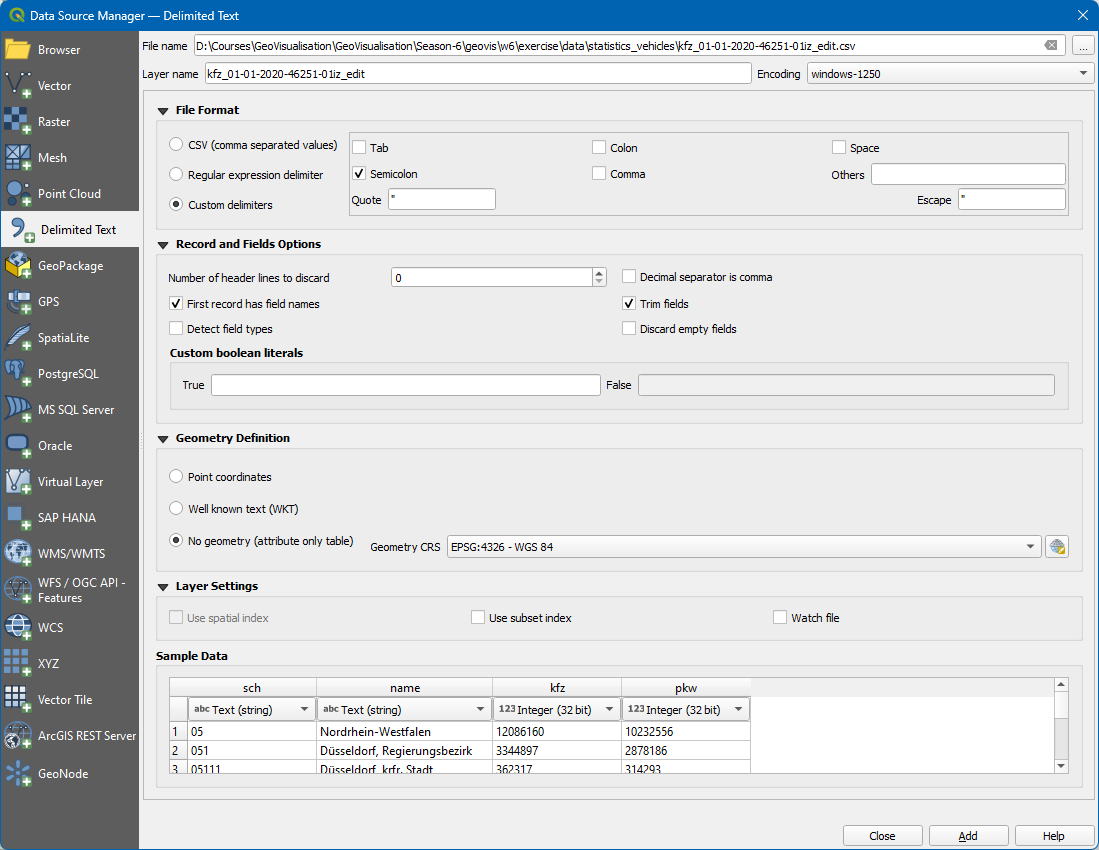 Data Source Manager — Delimited Text
Browser
Vector
Raster
Mesh
Point Cloud
Delimited Text
GeoPackage
GPS
SpatiaLite
PostgreSQL
MS SQL Server
Oracle
Virtual Layer
SAP HANA
WMS/WMTS
WFS / OGC API -
Features
WCS
XYZ
Vector Tile
ArcGIS REST Server
GeoNode
File name D:\Courses\GeoVisualisation\GeoVisualisation\Season-6\geovis\w6\exercise\data\statistics_vehicles\kfz_01-01-2020-46251-01iz_edit.csv ...
Layer name kfz_01-01-2020-46251-01iz_edit Encoding windows-1250
File Format
CSV (comma separated values) Tab Colon Space
Regular expression delimiter Semicolon Comma Others
Custom delimiters Quote " Escape "
Record and Fields Options
Number of header lines to discard 0 Decimal separator is comma
First record has field names Trim fields
Detect field types Discard empty fields
Custom boolean literals
True False
Geometry Definition
Point coordinates
Well known text (WKT)
No geometry (attribute only table) Geometry CRS EPSG:4326 - WGS 84
Layer Settings
Use spatial index Use subset index Watch file
Sample Data
sch name kfz pkw
abc Text (string) abc Text (string) 123 Integer (32 bit) 123 Integer (32 bit)
1 05 Nordrhein-Westfalen 12086160 10232556
2 051 Düsseldorf, Regierungsbezirk 3344897 2878186
3 05111 Düsseldorf, krfr. Stadt 362317 314293
Close Add Help